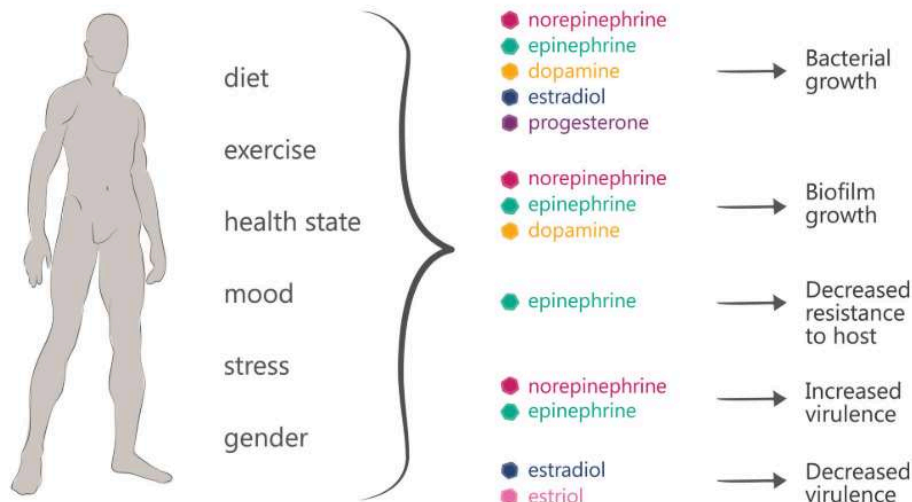 diet
exercise
health state
mood
stress
gender
norepinephrine
epinephrine
dopamine
estradiol
progesterone
Bacterial
growth
norepinephrine
epinephrine
dopamine
Biofilm
growth
epinephrine
Decreased
resistance
to host
norepinephrine
epinephrine
Increased
virulence
estradiol
estriol
Decreased
virulence